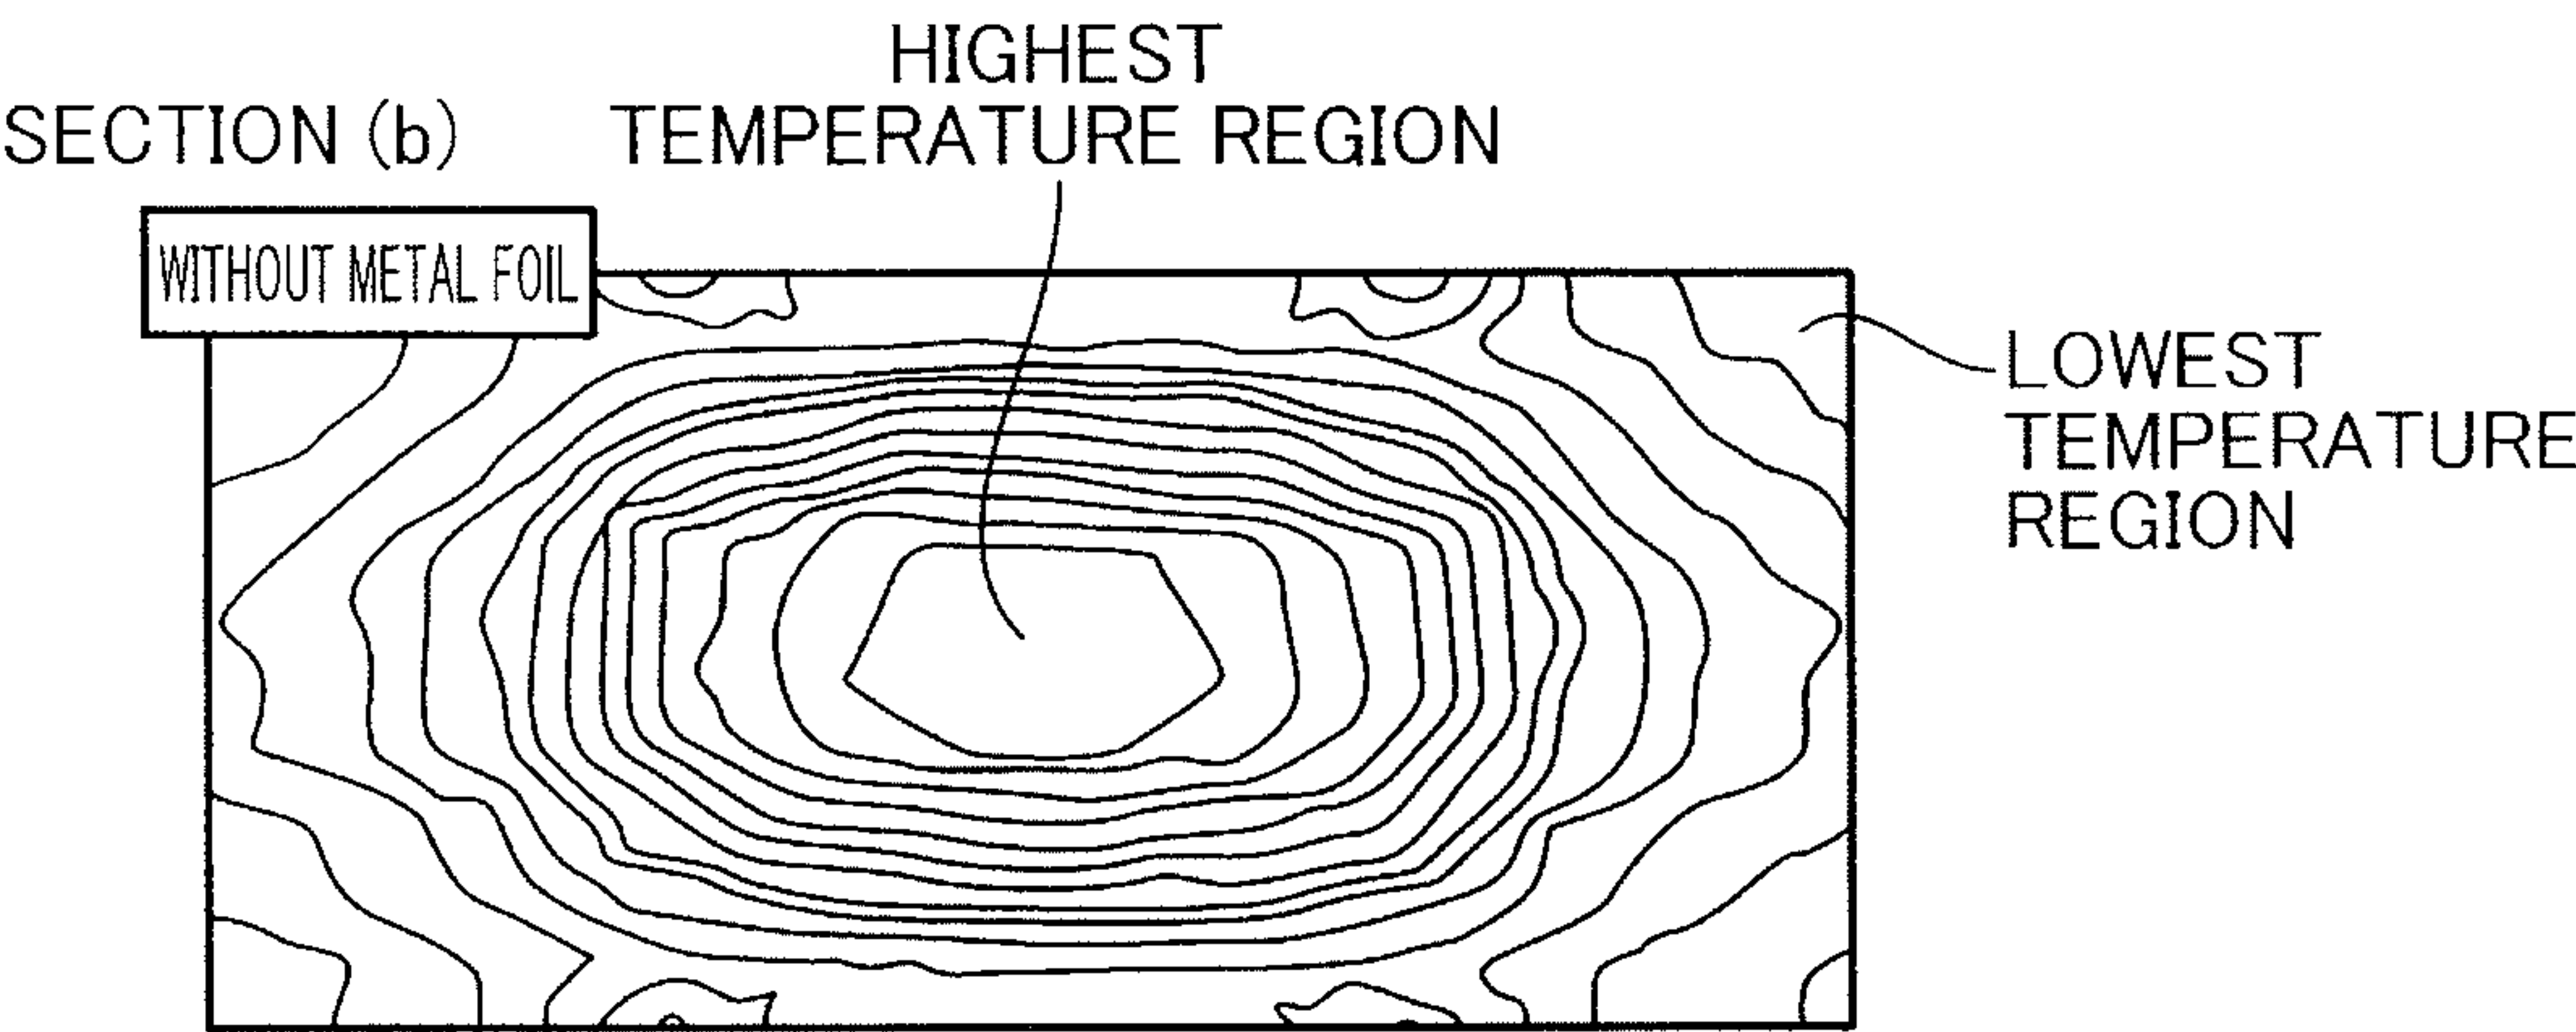 SECTION (b)
HIGHEST
TEMPERATURE REGION
WITHOUT METAL FOIL
LOWEST
TEMPERATURE
REGION